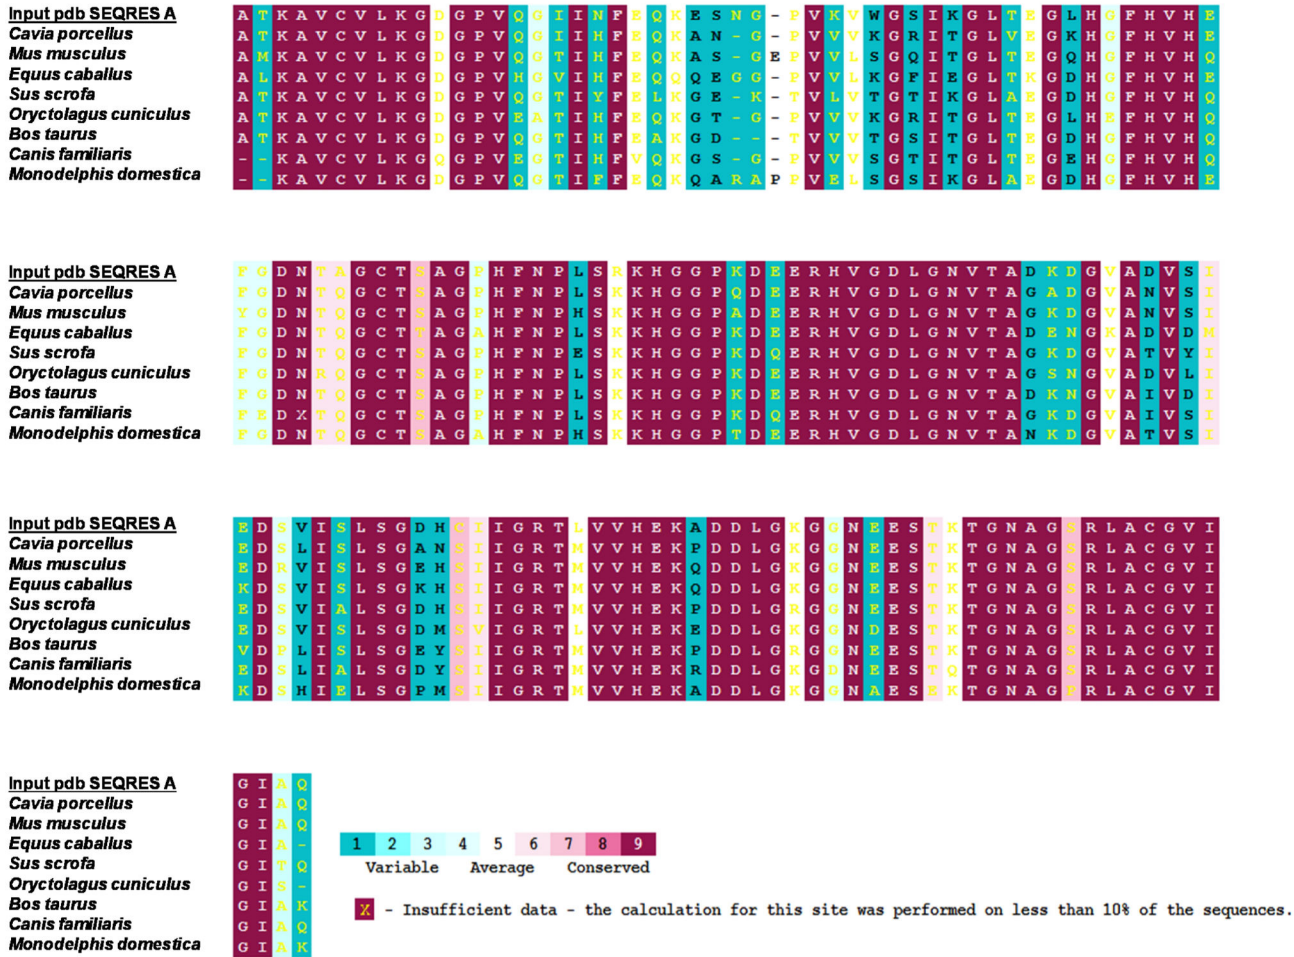 Input pdb SEQRES A A T K A V C V L K G D G P V Q G I I N F E Q K E S N G - P V K V W G S I K G L T E G L H G F H V H E
Cavia porcellus A T K A V C V L K G D G P V Q G I I H F E Q K A N - G - P V V V K G R I T G L V E G K H G F H V H E
Mus musculus A M K A V C V L K G D G P V Q G T I H F E Q K A S - G E P V V L S G Q I T G L T E G Q H G F H V H Q
Equus caballus A L K A V C V L K G D G P V H G V I H F E Q Q Q E G G - P V V L K G F I E G L T K G D H G F H V H E
Sus scrofa A T K A V C V L K G D G P V Q G T I Y F E L K G E - K - T V L V T G T I K G L A E G D H G F H V H Q
Oryctolagus cuniculus A T K A V C V L K G D G P V E A T I H F E Q K G T - G - P V V V K G R I T G L T E G L H E F H V H Q
Bos taurus A T K A V C V L K G D G P V Q G T I H F E A K G D - - - T V V V T G S I T G L T E G D H G F H V H Q
Canis familiaris - - K A V C V L K G Q G P V E G T I H F V Q K G S - G - P V V V S G T I T G L T E G E H G F H V H Q
Monodelphis domestica - - K A V C V L K G D G P V Q G T I F F E Q K Q A R A P P V E L S G S I K G L A E G D H G F H V H E
Input pdb SEQRES A F G D N T A G C T S A G P H F N P L S R K H G G P K D E E R H V G D L G N V T A D K D G V A D V S I
Cavia porcellus F G D N T Q G C T S A G P H F N P L S K K H G G P Q D E E R H V G D L G N V T A G A D G V A N V S I
Mus musculus Y G D N T Q G C T S A G P H F N P H S K K H G G P A D E E R H V G D L G N V T A G K D G V A N V S I
Equus caballus F G D N T Q G C T T A G A H F N P L S K K H G G P K D E E R H V G D L G N V T A D E N G K A D V D M
Sus scrofa F G D N T Q G C T S A G P H F N P E S K K H G G P K D Q E R H V G D L G N V T A G K D G V A T V Y I
Oryctolagus cuniculus F G D N R Q G C T S A G P H F N P L S K K H G G P K D E E R H V G D L G N V T A G S N G V A D V L I
Bos taurus F G D N T Q G C T S A G P H F N P L S K K H G G P K D E E R H V G D L G N V T A D K N G V A I V D I
Canis familiaris F E D X T Q G C T S A G P H F N P L S K K H G G P K D Q E R H V G D L G N V T A G K D G V A I V S I
Monodelphis domestica F G D N T Q G C T S A G A H F N P H S K K H G G P T D E E R H V G D L G N V T A N K D G V A T V S I
Input pdb SEQRES A E D S V I S L S G D H C I I G R T L V V H E K A D D L G K G G N E E S T K T G N A G S R L A C G V I
Cavia porcellus E D S L I S L S G A N S I I G R T M V V H E K P D D L G K G G N E E S T K T G N A G S R L A C G V I
Mus musculus E D R V I S L S G E H S I I G R T M V V H E K Q D D L G K G G N E E S T K T G N A G S R L A C G V I
Equus caballus K D S V I S L S G K H S I I G R T M V V H E K Q D D L G K G G N E E S T K T G N A G S R L A C G V I
Sus scrofa E D S V I A L S G D H S I I G R T M V V H E K P D D L G R G G N E E S T K T G N A G S R L A C G V I
Oryctolagus cuniculus E D S V I S L S G D M S V I G R T L V V H E K E D D L G K G G N D E S T K T G N A G S R L A C G V I
Bos taurus V D P L I S L S G E Y S I I G R T M V V H E K P D D L G R G G N E E S T K T G N A G S R L A C G V I
Canis familiaris E D S L I A L S G D Y S I I G R T M V V H E K R D D L G K G D N E E S T Q T G N A G S R L A C G V I
Monodelphis domestica K D S H I E L S G P M S I I G R T M V V H E K A D D L G K G G N A E S E K T G N A G P R L A C G V I
Input pdb SEQRES A G I A Q
Cavia porcellus G I A Q
Mus musculus G I A Q
Equus caballus G I A -
Sus scrofa G I T Q
Oryctolagus cuniculus G I S -
Bos taurus G I A K
Canis familiaris G I A Q
Monodelphis domestica G I A K
1 2 3 4 5 6 7 8 9
Variable Average Conserved
X - Insufficient data - the calculation for this site was performed on less than 10% of the sequences.